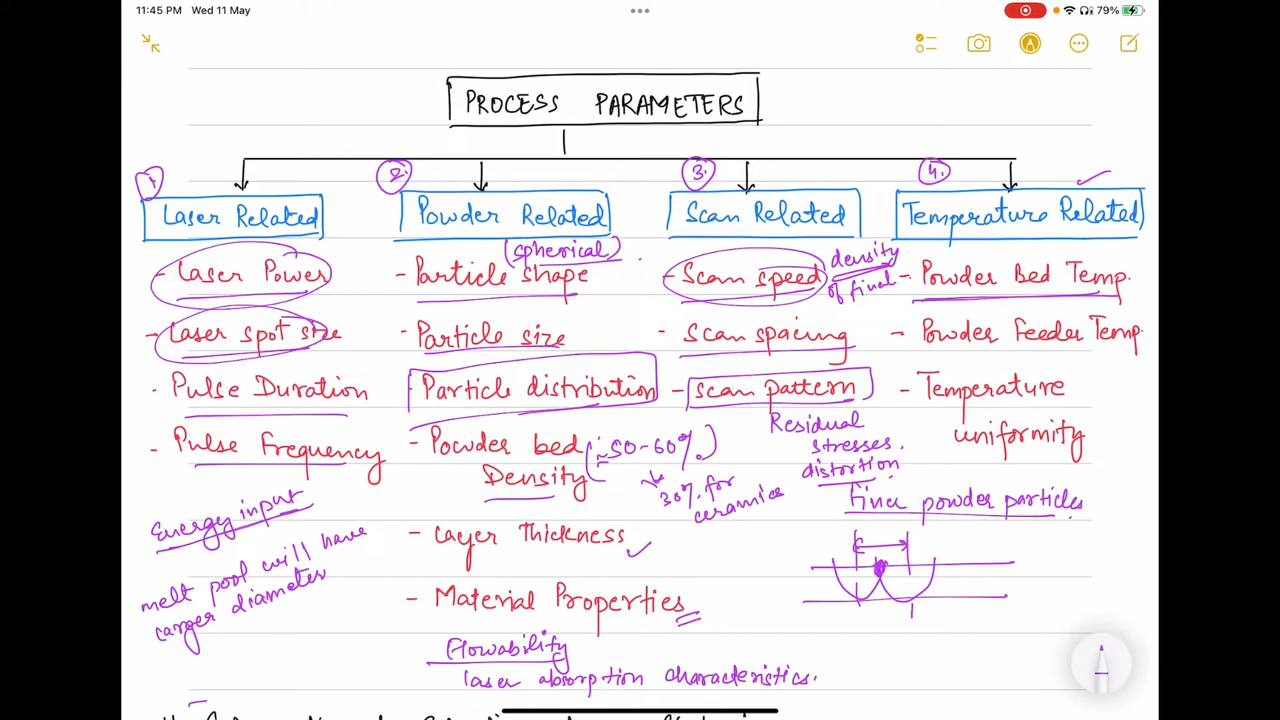 11:45 PM Wed 11 May
79%
PROCESS PARAMETERS
1
2.
3.
4.
Laser Related
Powder Related
Scan Related
Temperature Related
(spherical)
- Laser Power
- Laser spot size
- Pulse Duration
- Pulse Frequency
Energy input
melt pool will have
larger diameter
- Particle shape
- Particle size
Particle distribution
- Powder bed
Density
(≈50-60%)
30% for
ceramics
- Layer Thickness
- Material Properties
Flowability
laser absorption characteristics.
- Scan speed
density
of final
- Scan spacing
- Scan pattern
Residual
stresses.
distortion
- Powder Bed Temp.
- Powder Feeder Temp.
- Temperature
uniformity
Finer powder particles